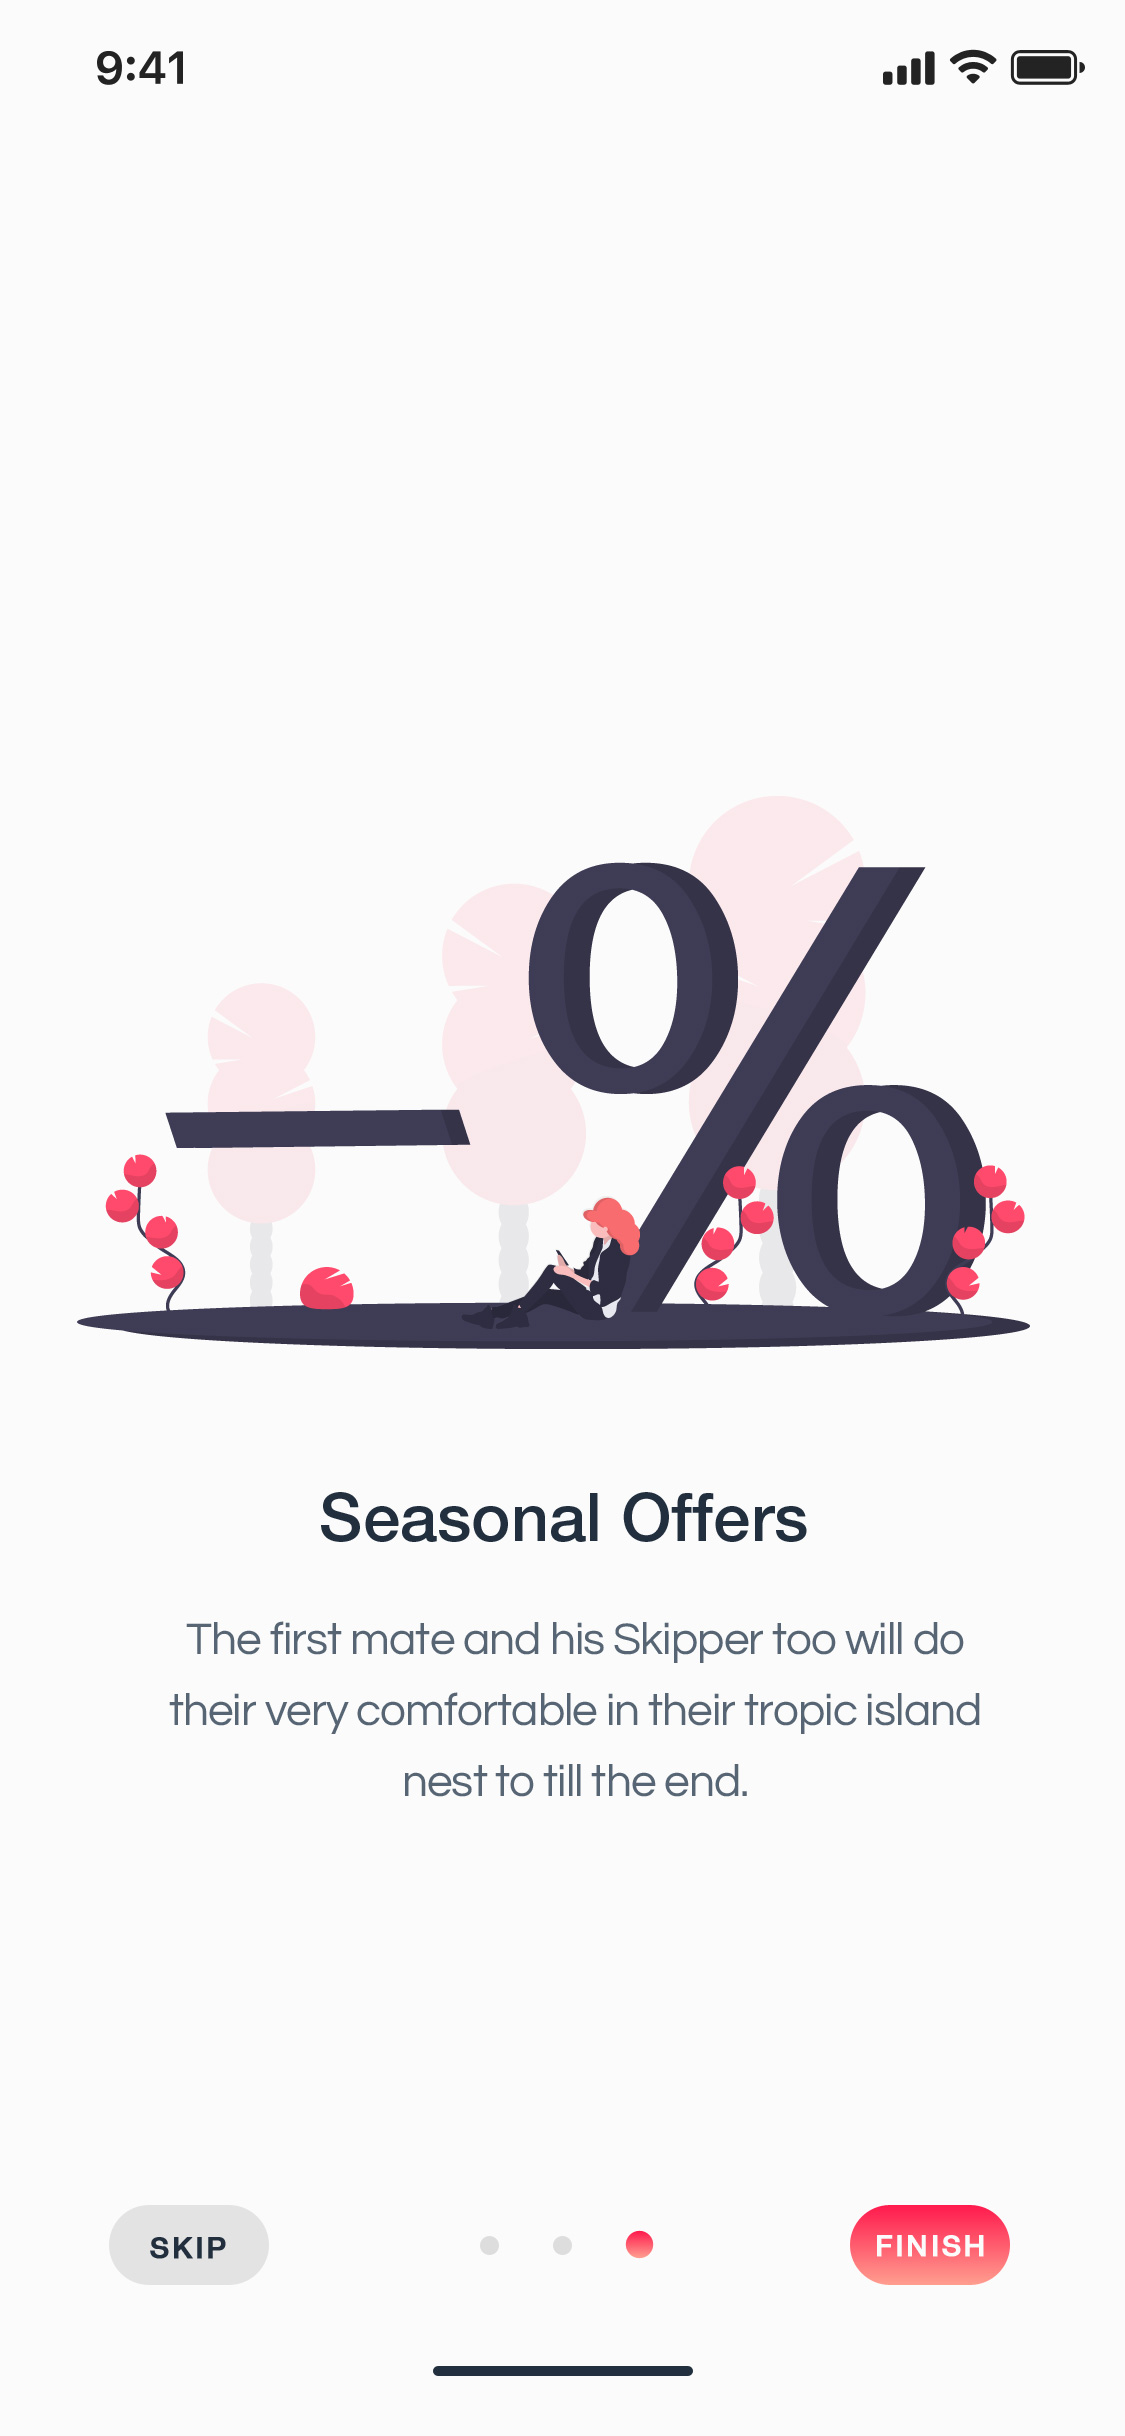 9:41
-%
Seasonal Offers
The first mate and his Skipper too will do
their very comfortable in their tropic island
nest to till the end.
SKIP
FINISH